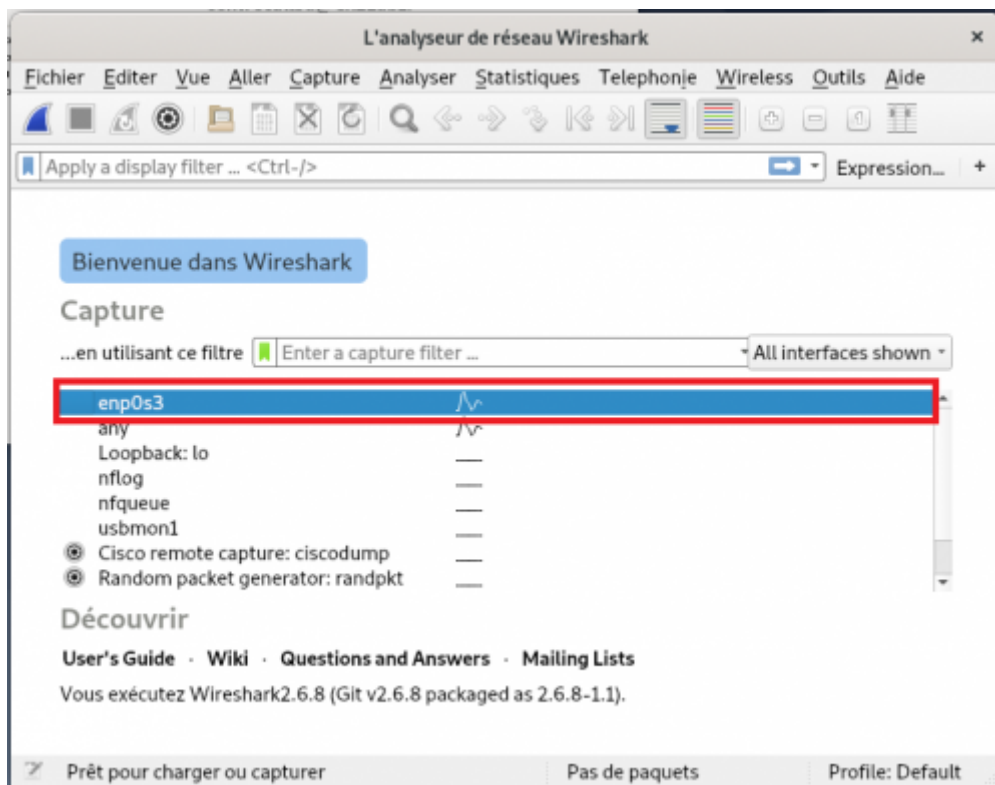 L'analyseur de réseau Wireshark
Fichier Editer Vue Aller Capture Analyser Statistiques Telephonie Wireless Outils Aide
Apply a display filter ... <Ctrl-/> Expression... +
Bienvenue dans Wireshark
Capture
...en utilisant ce filtre Enter a capture filter ... All interfaces shown
enp0s3
any
Loopback: lo
nflog
nfqueue
usbmon1
Cisco remote capture: ciscodump
Random packet generator: randpkt
Découvrir
User's Guide · Wiki · Questions and Answers · Mailing Lists
Vous exécutez Wireshark2.6.8 (Git v2.6.8 packaged as 2.6.8-1.1).
Prêt pour charger ou capturer Pas de paquets Profile: Default